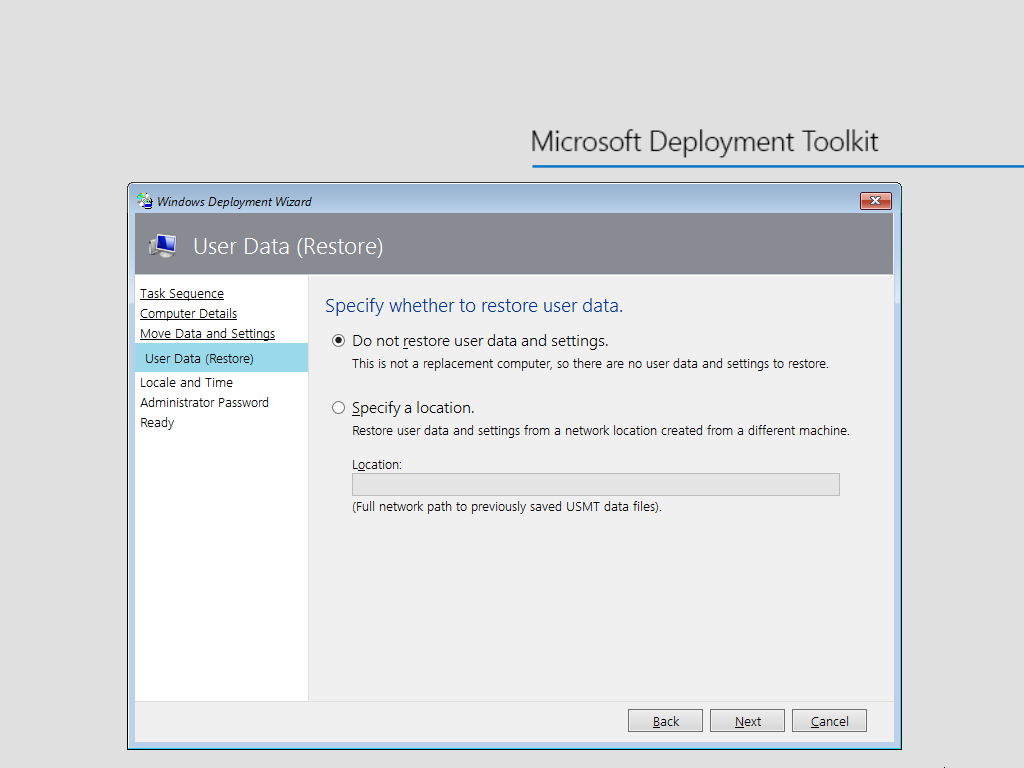 Microsoft Deployment Toolkit
Windows Deployment Wizard
User Data (Restore)
Task Sequence
Computer Details
Move Data and Settings
User Data (Restore)
Locale and Time
Administrator Password
Ready
Specify whether to restore user data.
Do not restore user data and settings.
This is not a replacement computer, so there are no user data and settings to restore.
Specify a location.
Restore user data and settings from a network location created from a different machine.
Location:
(Full network path to previously saved USMT data files).
Back Next Cancel